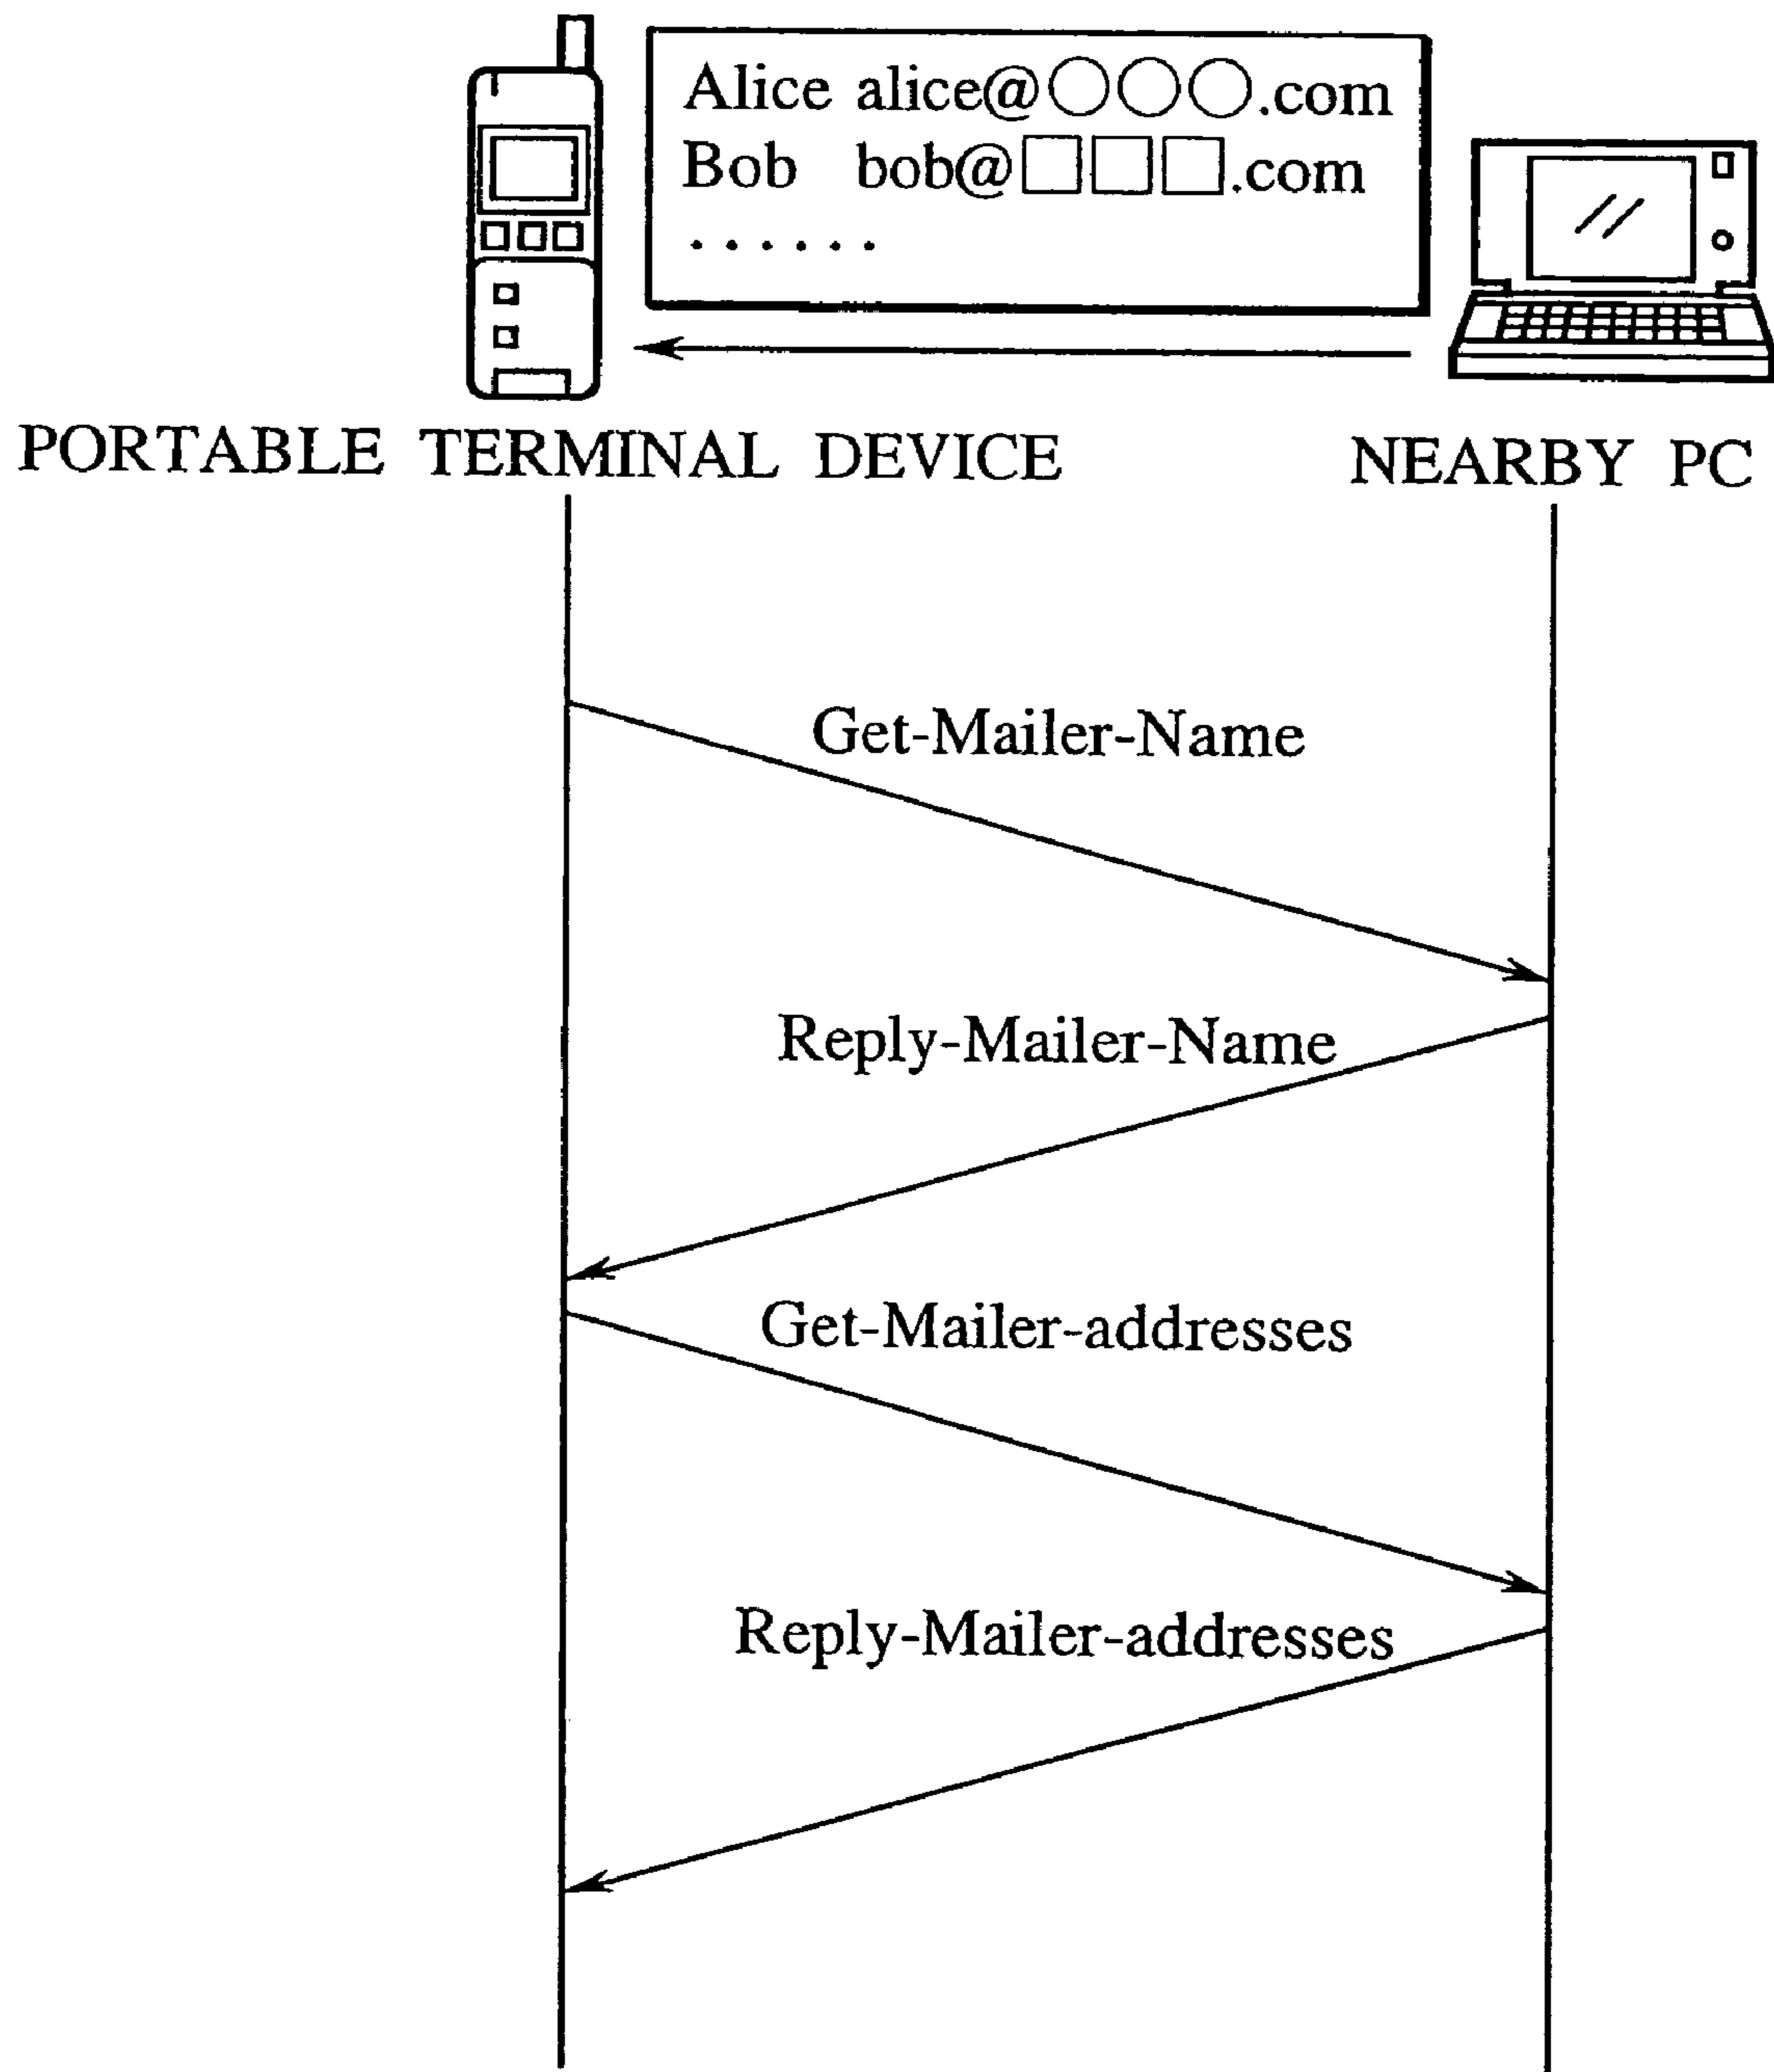 Alice alice@○○○.com
Bob bob@□□□.com
. . . . . .
PORTABLE TERMINAL DEVICE
NEARBY PC
Get-Mailer-Name
Reply-Mailer-Name
Get-Mailer-addresses
Reply-Mailer-addresses